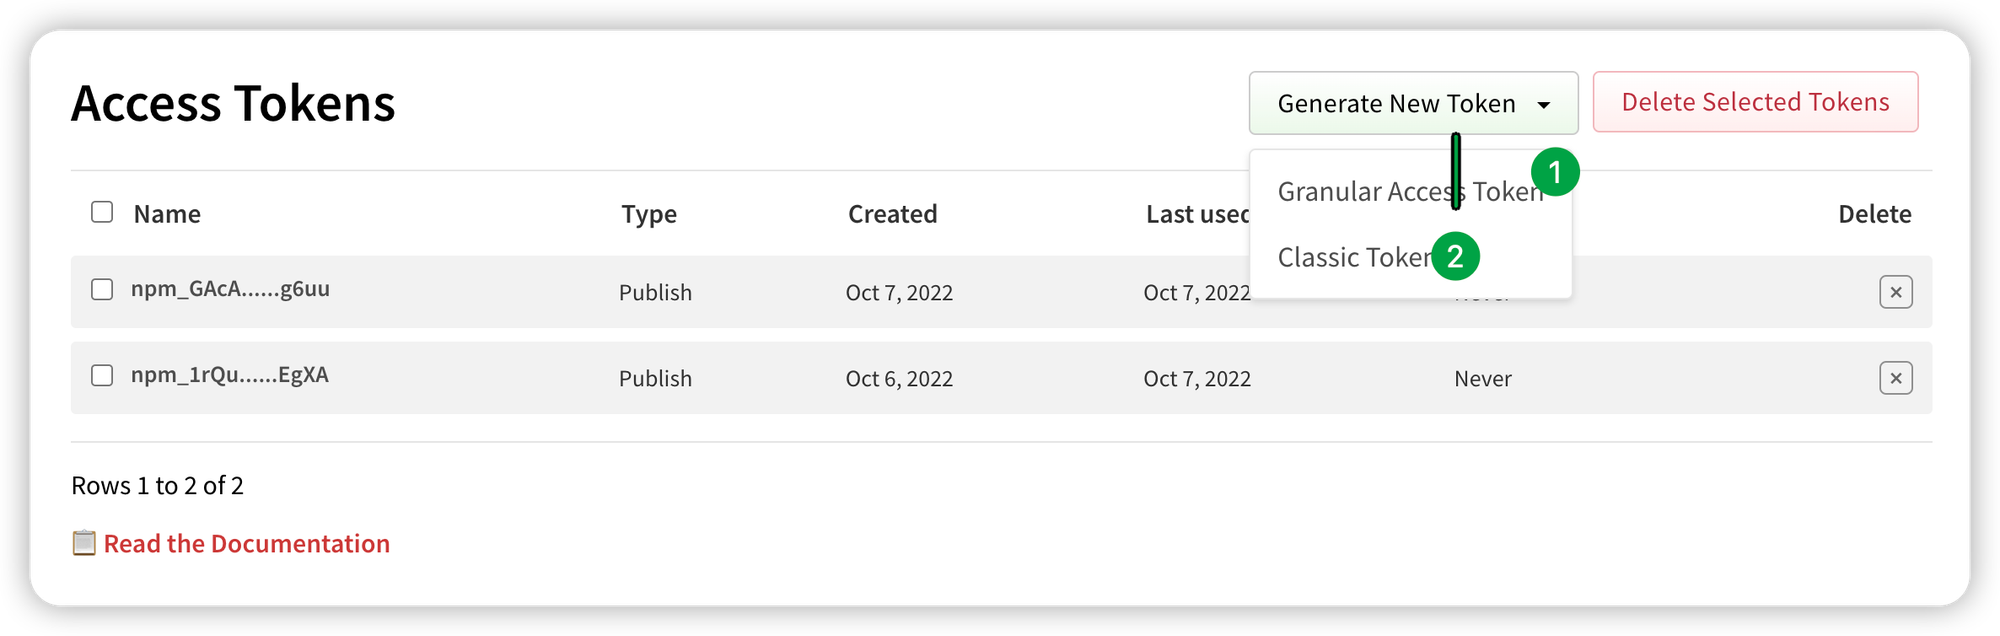 Access Tokens
Generate New Token
Delete Selected Tokens
Granular Access Token
1
Classic Token
2
Name Type Created Last used Delete
npm_GAcA......g6uu Publish Oct 7, 2022 Oct 7, 2022
npm_1rQu......EgXA Publish Oct 6, 2022 Oct 7, 2022 Never
Rows 1 to 2 of 2
Read the Documentation